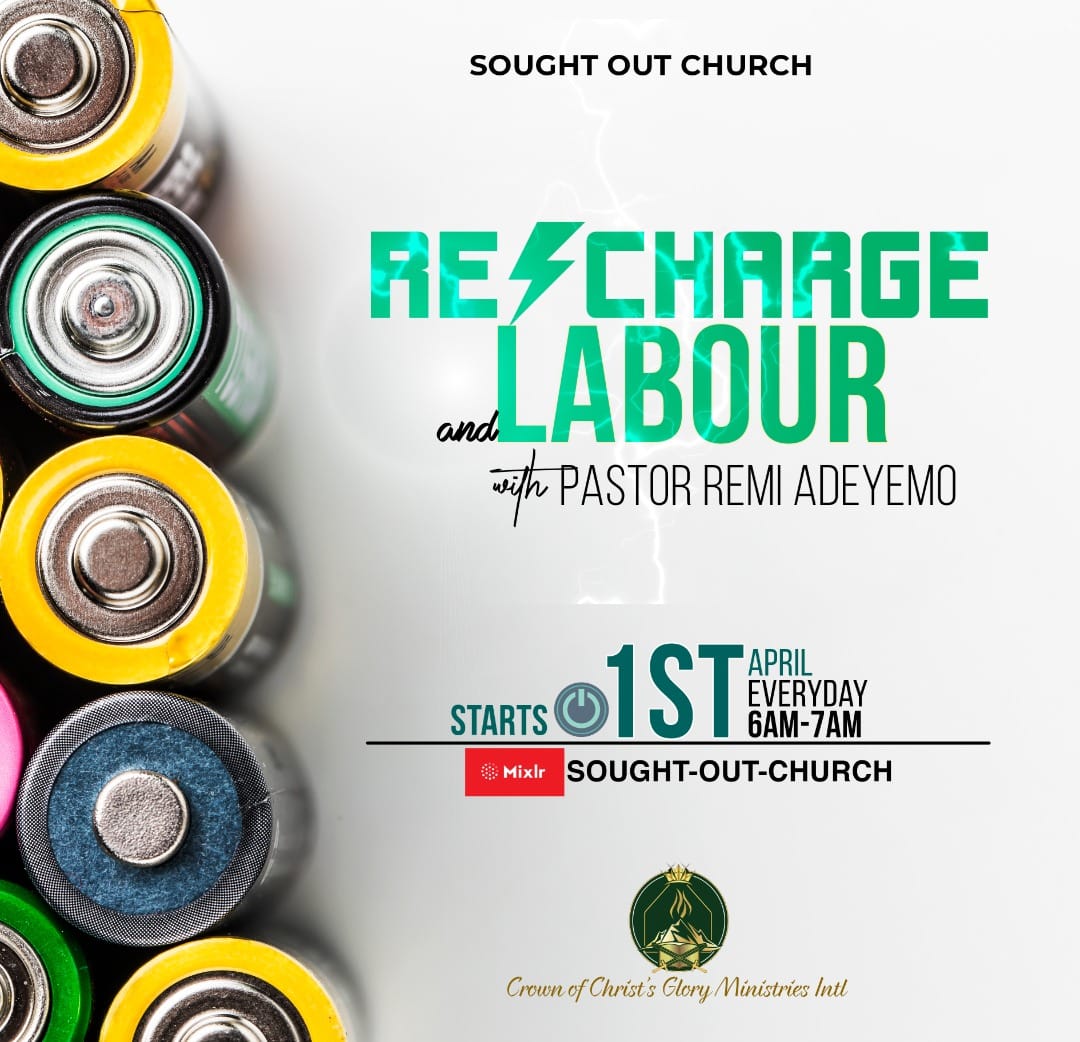 SOUGHT OUT CHURCH
RE CHARGE
and LABOUR
with PASTOR REMI ADEYEMO
STARTS 1ST APRIL
EVERYDAY
6AM-7AM
Mixlr SOUGHT-OUT-CHURCH
Crown of Christ's Glory Ministries Intl